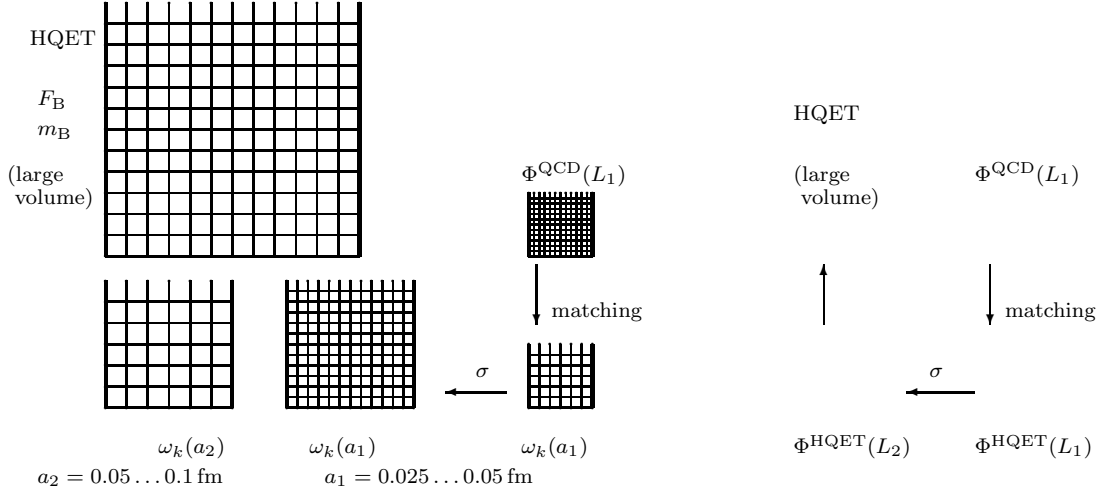 HQET
F_B
m_B
(large
volume)
Φ^QCD(L_1)
matching
σ
ω_k(a_2)
ω_k(a_1)
ω_k(a_1)
a_2 = 0.05 … 0.1 fm
a_1 = 0.025 … 0.05 fm
HQET
(large
volume)
Φ^QCD(L_1)
matching
σ
Φ^HQET(L_2)
Φ^HQET(L_1)